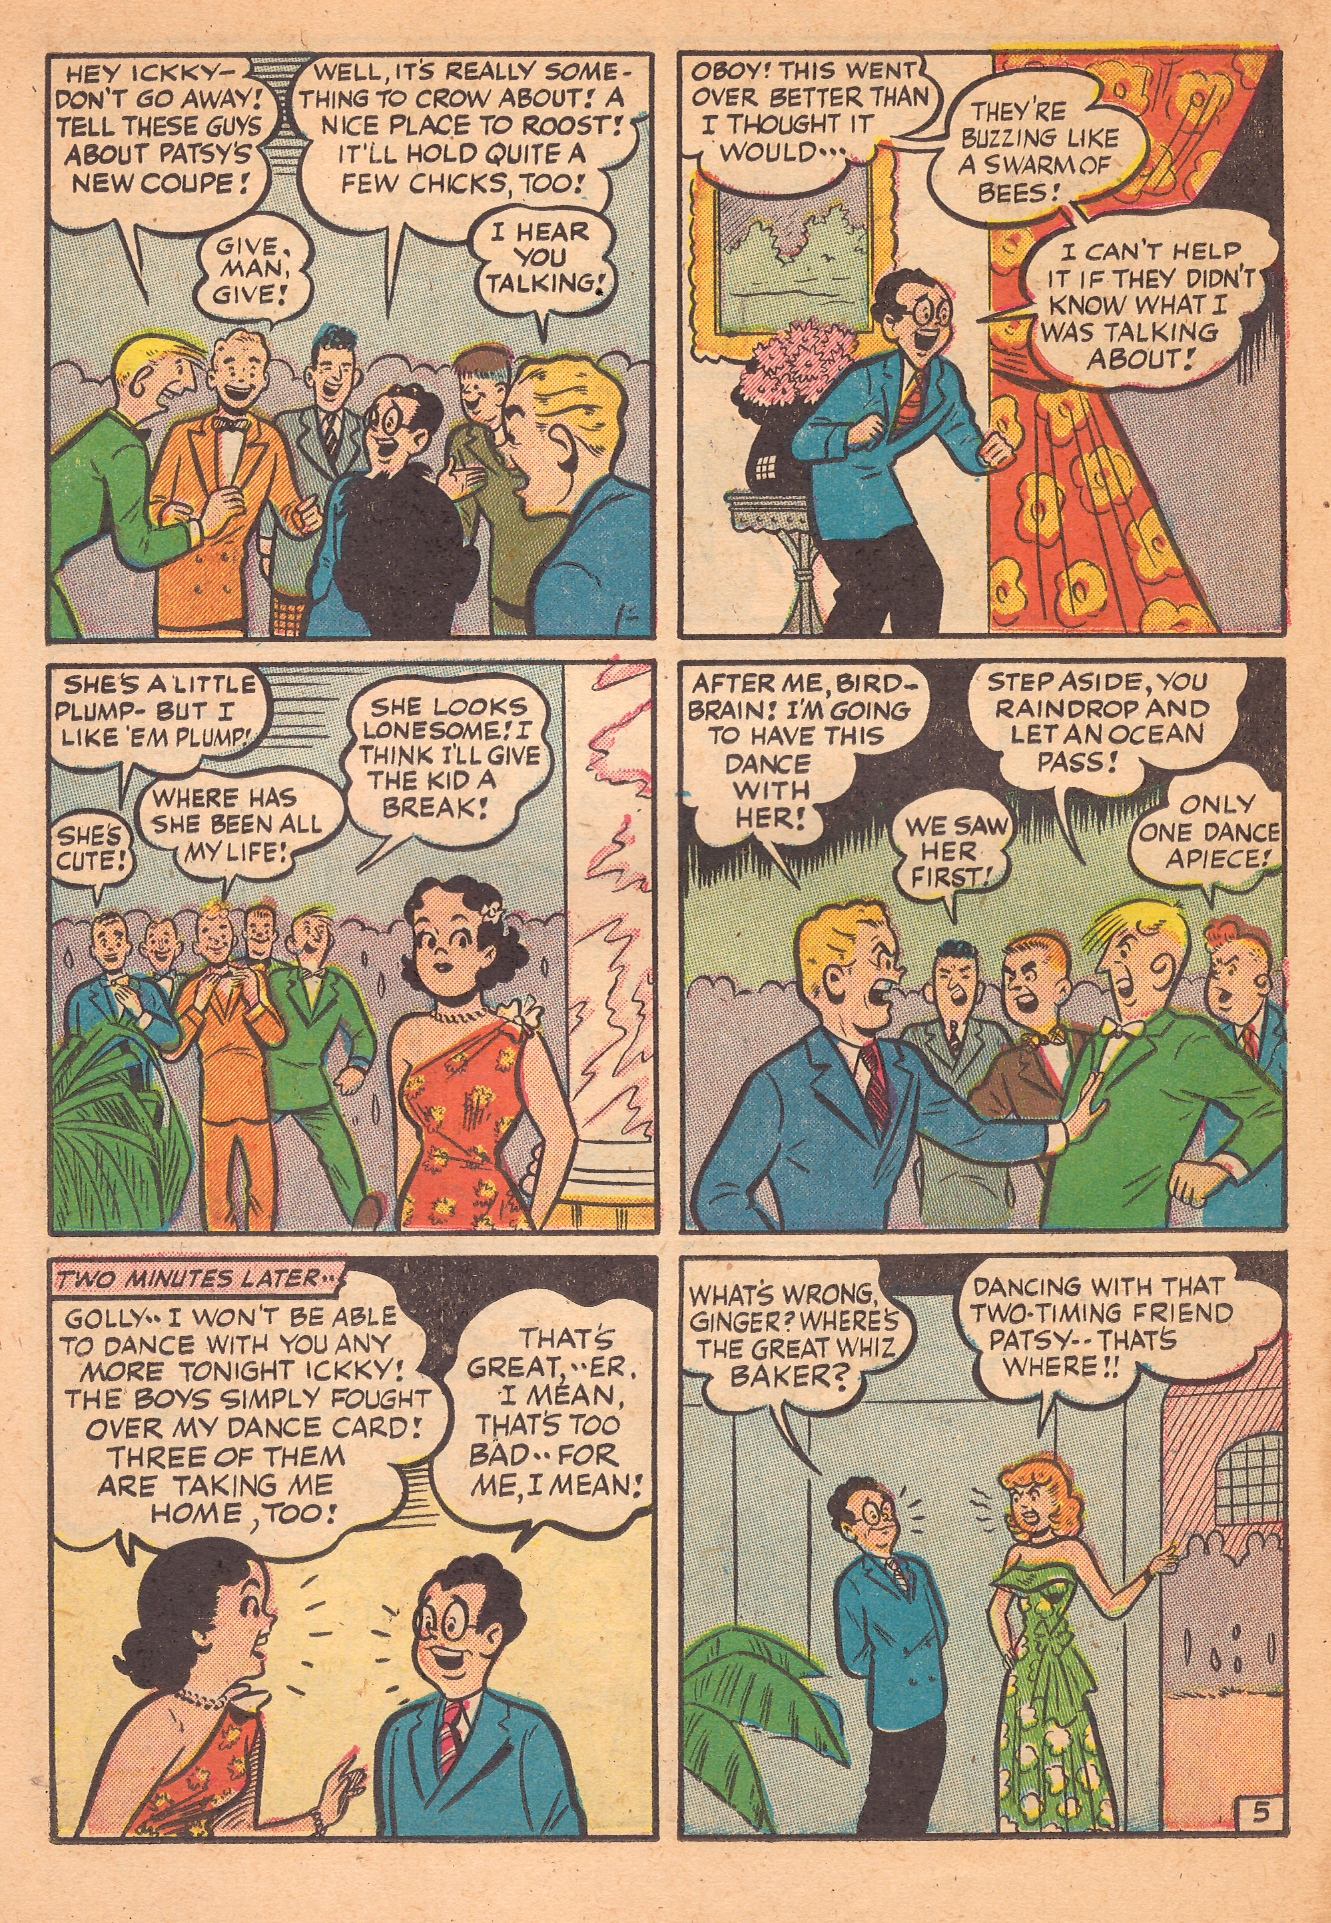 HEY ICKKY-
DON'T GO AWAY!
TELL THESE GUYS
ABOUT PATSY'S
NEW COUPE!
WELL, IT'S REALLY SOME-
THING TO CROW ABOUT! A
NICE PLACE TO ROOST!
IT'LL HOLD QUITE A
FEW CHICKS, TOO!
GIVE,
MAN,
GIVE!
I HEAR
YOU
TALKING!
OBOY! THIS WENT
OVER BETTER THAN
I THOUGHT IT
WOULD...
THEY'RE
BUZZING LIKE
A SWARM OF
BEES!
I CAN'T HELP
IT IF THEY DIDN'T
KNOW WHAT I
WAS TALKING
ABOUT!
SHE'S A LITTLE
PLUMP- BUT I
LIKE 'EM PLUMP!
SHE'S
CUTE!
WHERE HAS
SHE BEEN ALL
MY LIFE!
SHE LOOKS
LONESOME! I
THINK I'LL GIVE
THE KID A
BREAK!
AFTER ME, BIRD-
BRAIN! I'M GOING
TO HAVE THIS
DANCE
WITH
HER!
WE SAW
HER
FIRST!
STEP ASIDE, YOU
RAINDROP AND
LET AN OCEAN
PASS!
ONLY
ONE DANCE
APIECE!
TWO MINUTES LATER...
GOLLY.. I WON'T BE ABLE
TO DANCE WITH YOU ANY
MORE TONIGHT ICKKY!
THE BOYS SIMPLY FOUGHT
OVER MY DANCE CARD!
THREE OF THEM
ARE TAKING ME
HOME, TOO!
THAT'S
GREAT,..ER,
I MEAN,
THAT'S TOO
BAD.. FOR
ME, I MEAN!
WHAT'S WRONG,
GINGER? WHERE'S
THE GREAT WHIZ
BAKER?
DANCING WITH THAT
TWO-TIMING FRIEND
PATSY-- THAT'S
WHERE!!
5